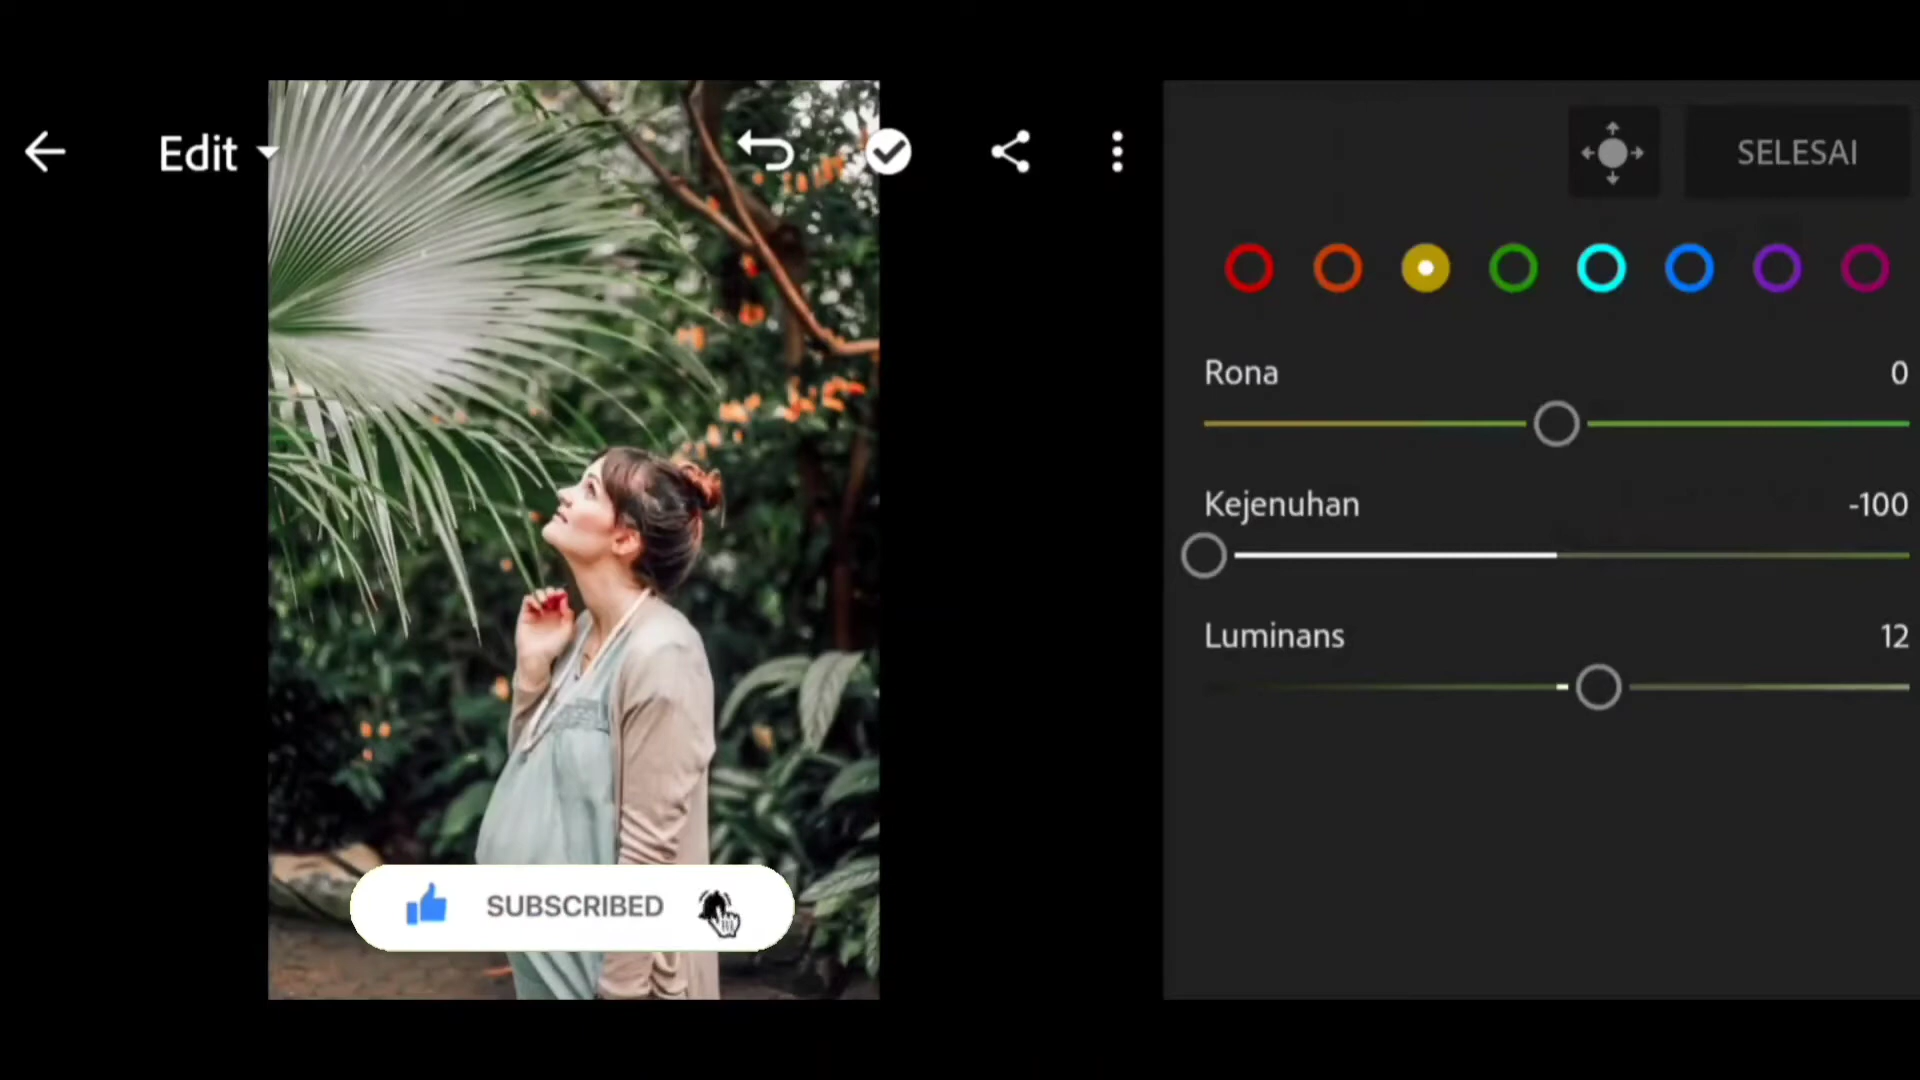 Edit
SELESAI
Rona 0
Kejenuhan -100
Luminans 12
SUBSCRIBED